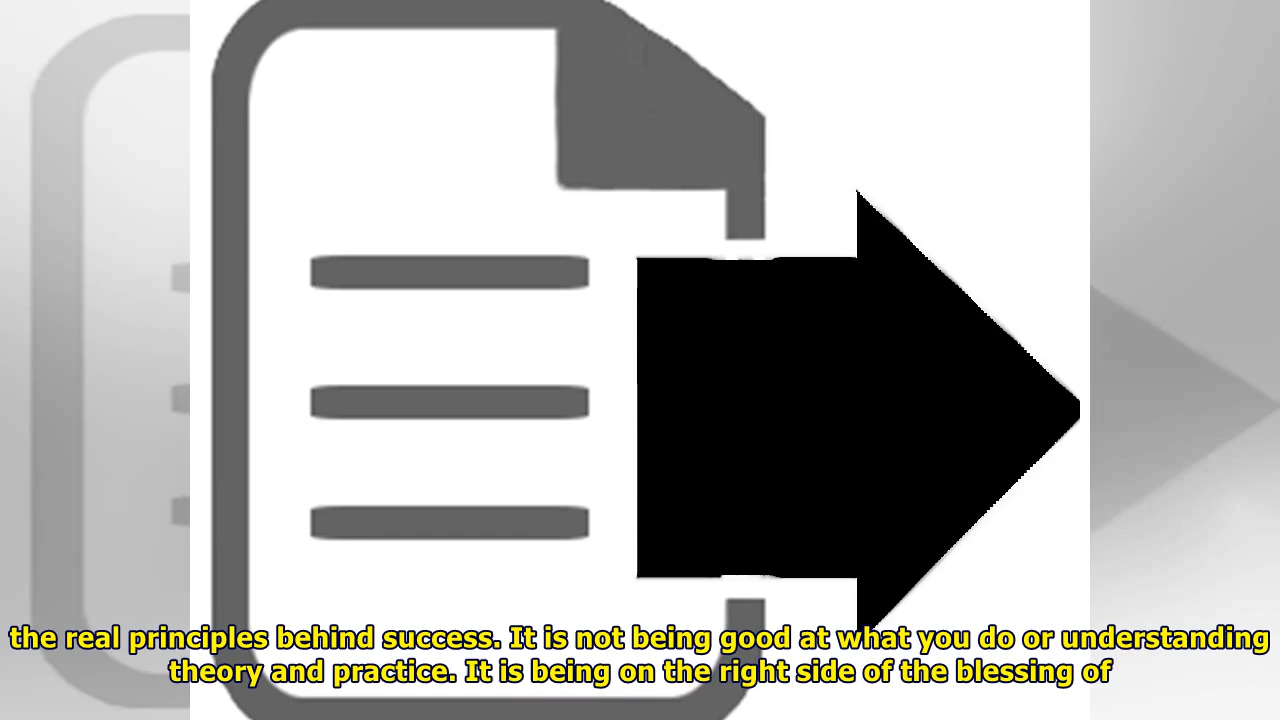 the real principles behind success. It is not being good at what you do or understanding
theory and practice. It is being on the right side of the blessing of